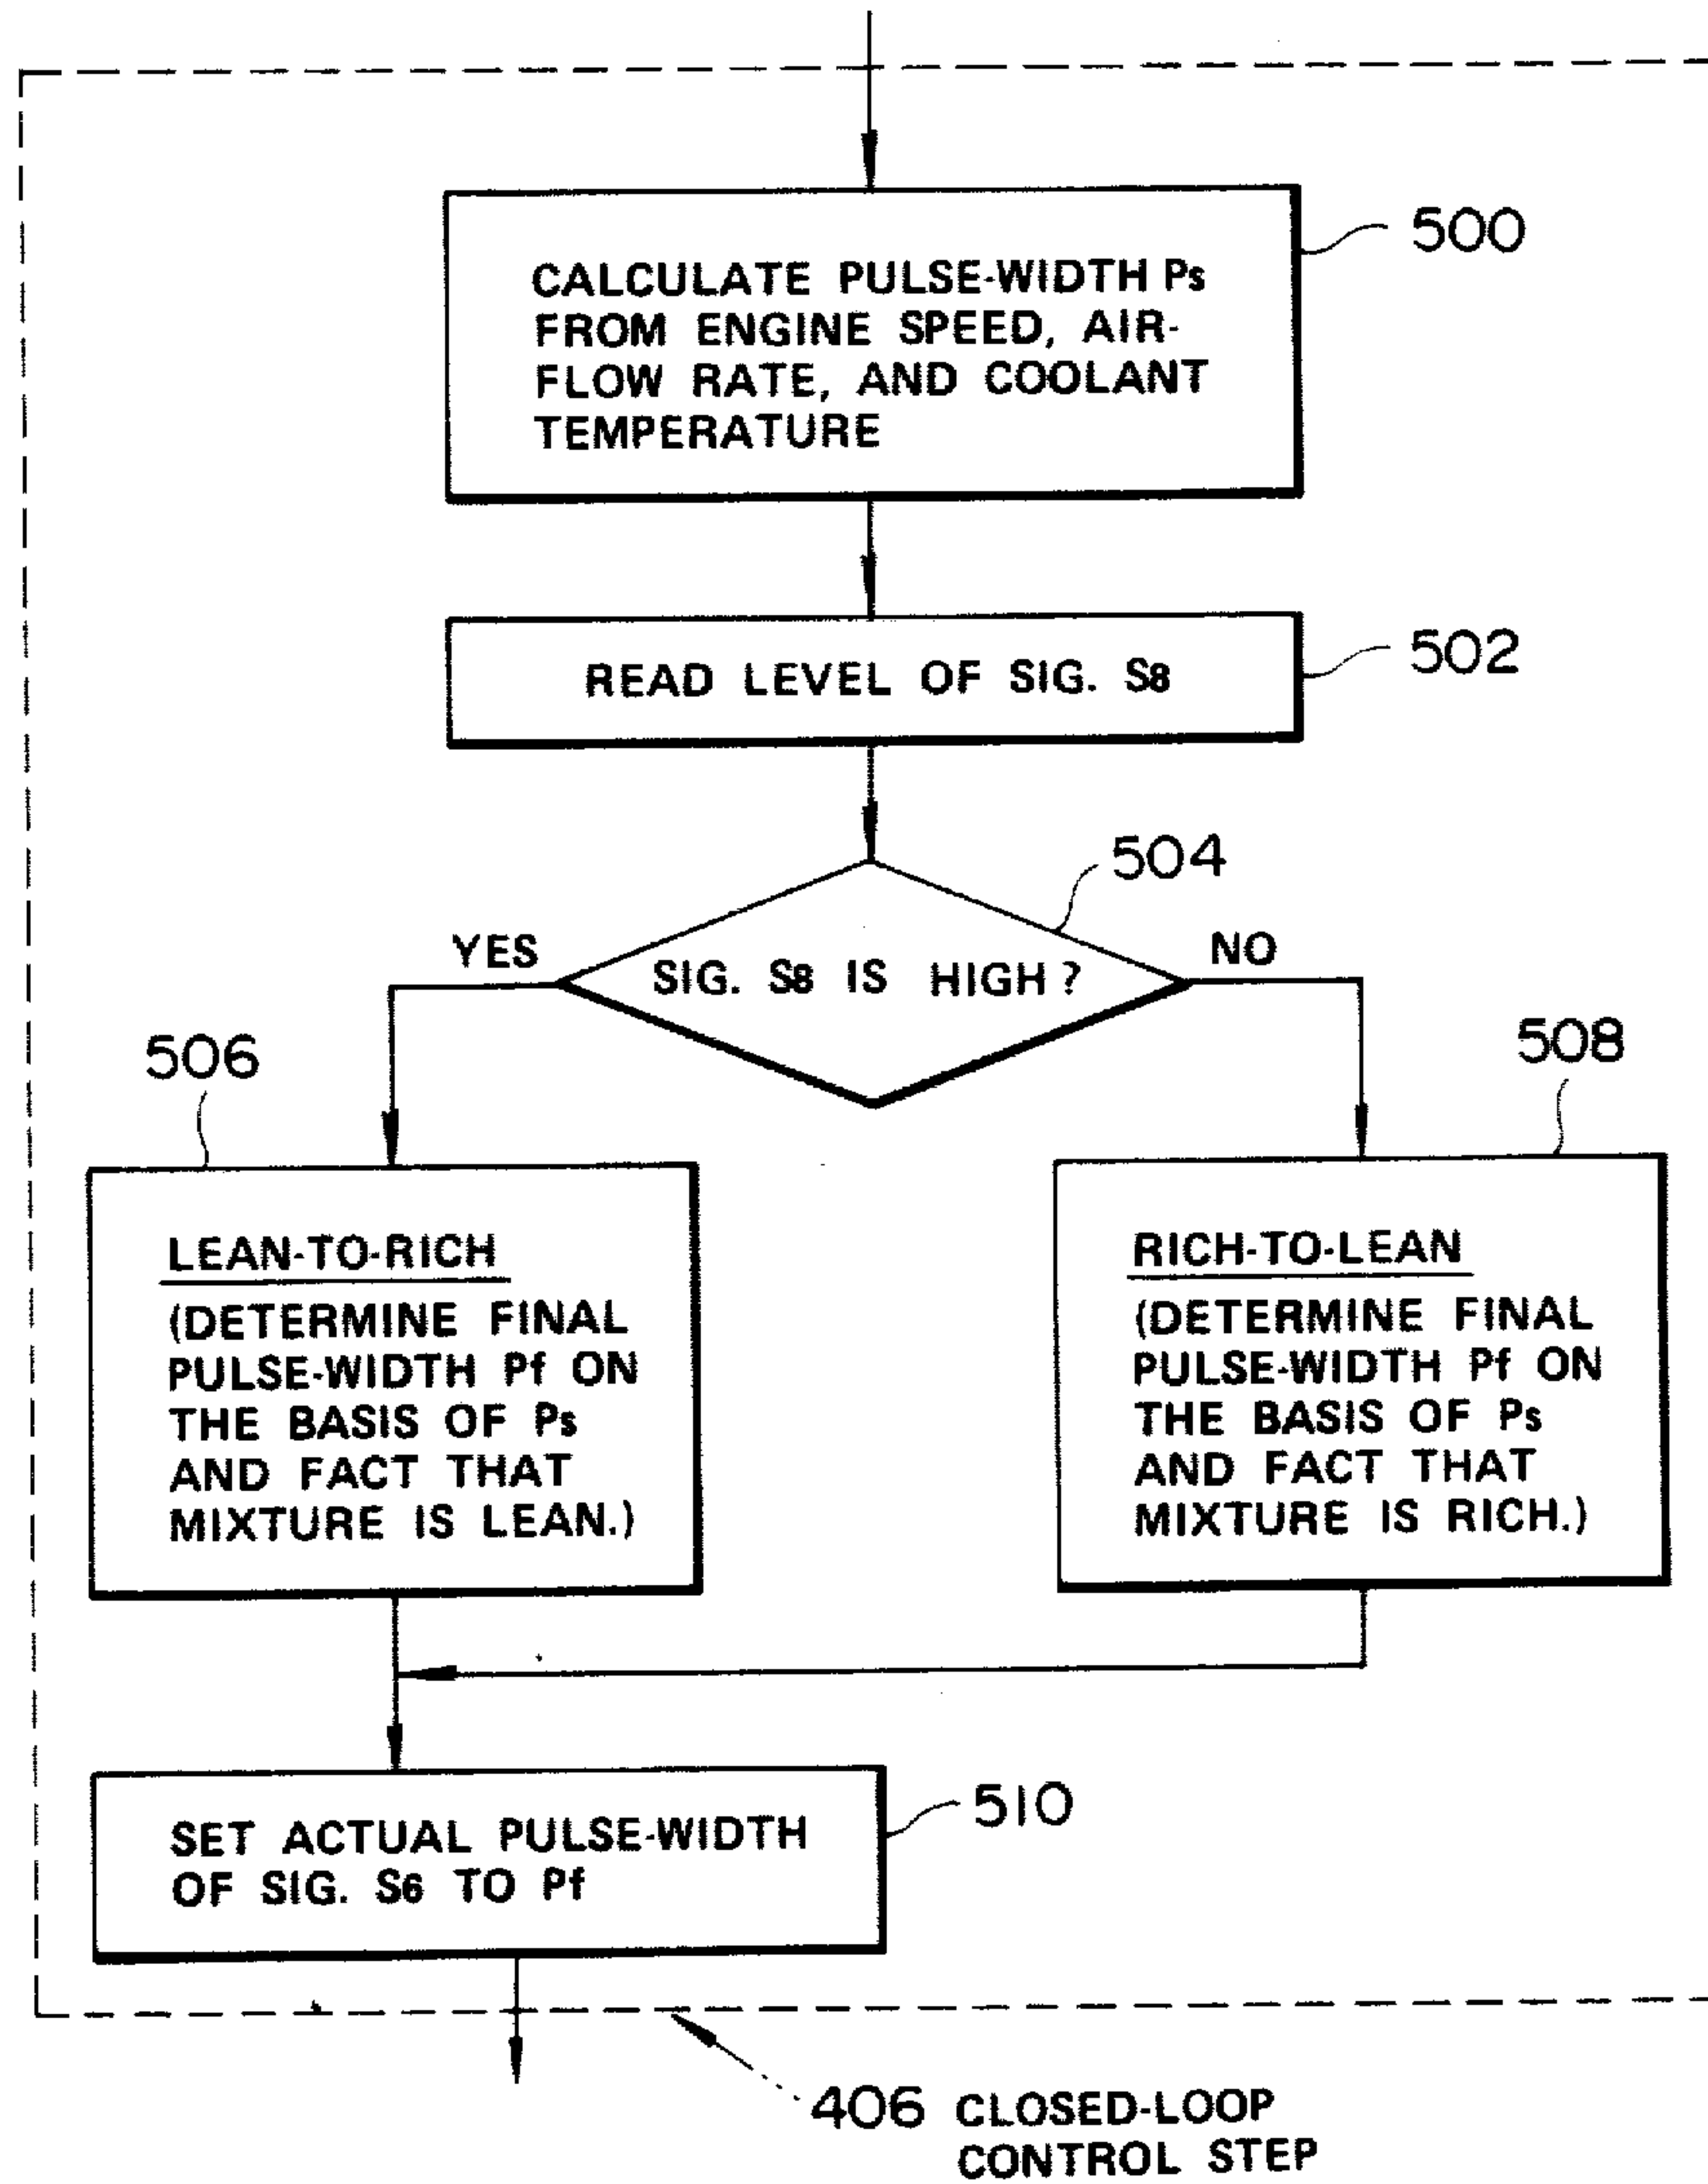 CALCULATE PULSE-WIDTH Ps
FROM ENGINE SPEED, AIR-
FLOW RATE, AND COOLANT
TEMPERATURE
500
READ LEVEL OF SIG. S8
502
504
YES
SIG. S8 IS HIGH?
NO
506
508
LEAN-TO-RICH
(DETERMINE FINAL
PULSE-WIDTH Pf ON
THE BASIS OF Ps
AND FACT THAT
MIXTURE IS LEAN.)
RICH-TO-LEAN
(DETERMINE FINAL
PULSE-WIDTH Pf ON
THE BASIS OF Ps
AND FACT THAT
MIXTURE IS RICH.)
SET ACTUAL PULSE-WIDTH
OF SIG. S6 TO Pf
510
406 CLOSED-LOOP
CONTROL STEP